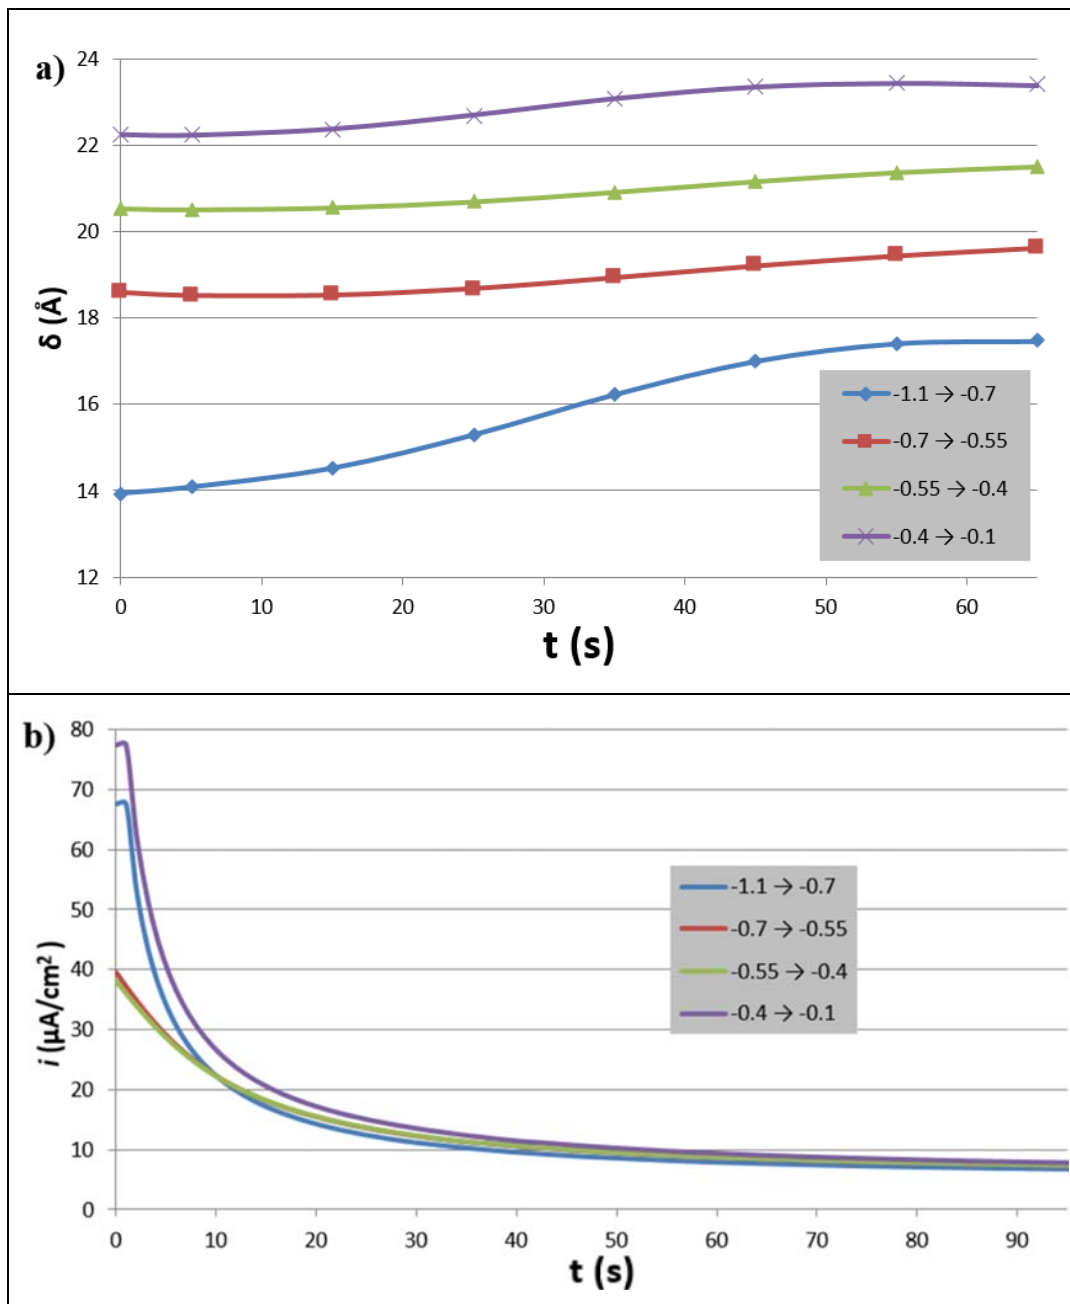 a)
24
22
20
18
16
14
12
δ (Å)
0 10 20 30 40 50 60
t (s)
-1.1 → -0.7
-0.7 → -0.55
-0.55 → -0.4
-0.4 → -0.1
b)
80
70
60
50
40
30
20
10
0
i (μA/cm²)
0 10 20 30 40 50 60 70 80 90
t (s)
-1.1 → -0.7
-0.7 → -0.55
-0.55 → -0.4
-0.4 → -0.1